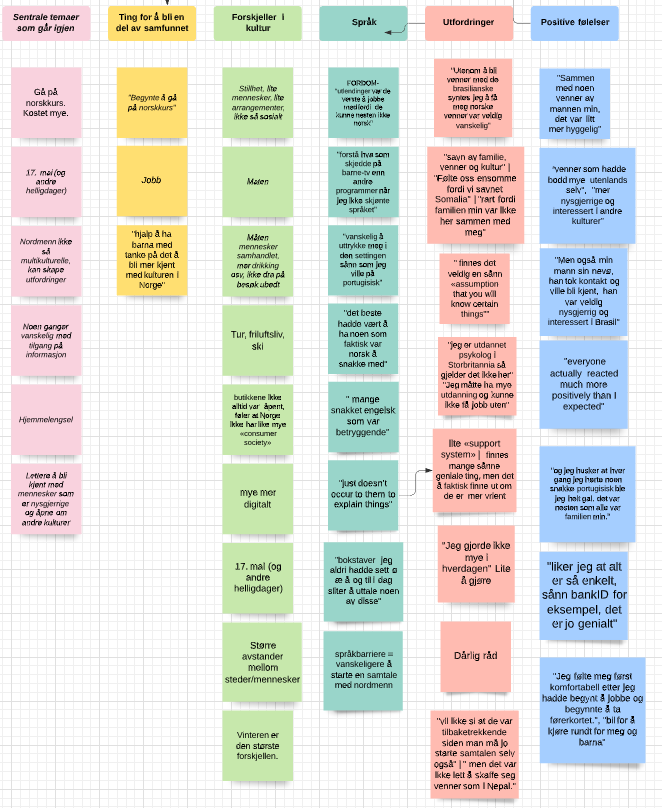 Sentrale temaer
som går igjen
Gå på
norskkurs.
Kostet mye.
17. mai (og
andre
helligdager)
Nordmenn ikke
så
multikulturelle,
kan skape
utfordringer
Noen ganger
vanskelig med
tilgang på
informasjon
Hjemmelengsel
Lettere å bli
kjent med
mennesker som
er nysgjerrige
og åpne om
andre kulturer
Ting for å bli en
del av samfunnet
"Begynte å gå
på norskkurs"
Jobb
"hjalp å ha
barna med
tanke på det å
bli mer kjent
med kulturen i
Norge"
Forskjeller i
kultur
Stillhet, lite
mennesker, lite
arrangementer,
ikke så sosialt
Maten
Måten
mennesker
samhandlet,
mer drikking
osv, ikke dra på
besøk ubedt
Tur, friluftsliv,
ski
butikkene ikke
alltid var åpent,
føler at Norge
ikke har like mye
«consumer
society»
mye mer
digitalt
17. mai (og
andre
helligdager)
Større
avstander
mellom
steder/mennesker
Vinteren er
den største
forskjellen.
Språk
FORDOM-
"utlendinger var de
verste å jobbe
med fordi de
kunne nesten ikke
norsk"
"forstå hva som
skjedde på
barne-tv enn
andre
programmer når
jeg ikke skjønte
språket"
"vanskelig å
uttrykke meg i
den settingen
sånn som jeg
ville på
portugisisk"
"det beste
hadde vært å
ha noen som
faktisk var
norsk å
snakke med"
" mange
snakket engelsk
som var
betryggende"
"just doesn't
occur to them to
explain things"
"bokstaver jeg
aldri hadde sett ø
æ å og til i dag
sliter å uttale noen
av disse"
språkbarriere =
vanskeligere å
starte en samtale
med nordmenn
Utfordringer
"Utenom å bli
venner med de
brasilianske
syntes jeg å få
meg norske
venner var veldig
vanskelig"
"savn av familie,
venner og kultur" |
"Følte oss ensomme
fordi vi savnet
Somalia" | "rart fordi
familien min var ikke
her sammen med
meg"
" finnes det
veldig en sånn
«assumption
that you will
know certain
things""
"jeg er utdannet
psykolog i
Storbritannia så
gjelder det ikke her"
"Jeg måtte ha mye
utdanning og kunne
ikke få jobb uten"
lite «support
system» | finnes
mange sånne
geniale ting, men det
å faktisk finne ut om
de er mer vrient
"Jeg gjorde ikke
mye i
hverdagen" Lite
å gjøre
Dårlig råd
"vil ikke si at de var
tilbaketrekkende
siden man må jo
starte samtalen selv
også" | " men det var
ikke lett å skaffe seg
venner som i Nepal."
Positive følelser
"Sammen
med noen
venner av
mannen min,
det var litt
mer hyggelig"
"venner som hadde
bodd mye utenlands
selv", "mer
nysgjerrige og
interessert i andre
kulturer"
"Men også min
mann sin nevø,
han tok kontakt og
ville bli kjent, han
var veldig
nysgjerrig og
interessert i Brasil"
"everyone
actually reacted
much more
positively than I
expected"
"og jeg husker at hver
gang jeg hørte noen
snakke portugisisk ble
jeg helt gal. det var
nesten som alle var
familien min."
"liker jeg at alt
er så enkelt,
sånn bankID for
eksempel, det
er jo genialt"
"Jeg følte meg først
komfortabel etter jeg
hadde begynt å jobbe og
begynnte å ta
førerkortet.", "bil for å
kjøre rundt for meg og
barna"